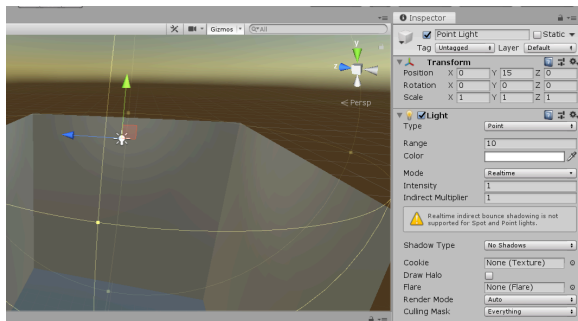 Gizmos
All
y
z
Persp
Inspector
Point Light
Static
Tag Untagged Layer Default
Transform
Position X 0 Y 15 Z 0
Rotation X 0 Y 0 Z 0
Scale X 1 Y 1 Z 1
Light
Type Point
Range 10
Color
Mode Realtime
Intensity 1
Indirect Multiplier 1
Realtime indirect bounce shadowing is not
supported for Spot and Point lights.
Shadow Type No Shadows
Cookie None (Texture)
Draw Halo
Flare None (Flare)
Render Mode Auto
Culling Mask Everything